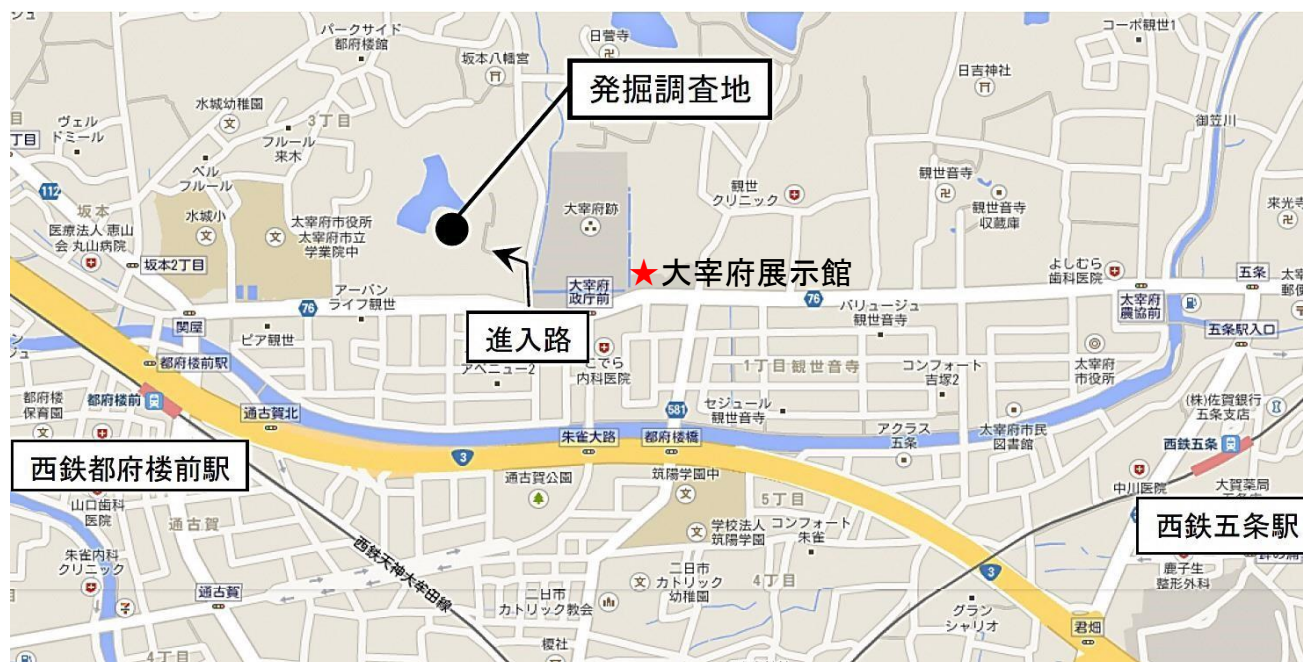 パークサイド
都府楼館
坂本八幡宮
日菅寺
コーポ観世1
発掘調査地
日吉神社
水城幼稚園
3丁目
ヴェル
ドミール
丁目
フルール
来木
御笠川
ベル
フルール
112
坂本
水城小
太宰府市役所
太宰府市立
学業院中
大宰府跡
観世
クリニック
観世音寺
観世音寺
収蔵庫
来光寺
医療法人恵山
会 丸山病院
坂本2丁目
★大宰府展示館
よしむら
歯科医院
五条
太宰
郵便
大宰府
政庁前
アーバン
ライフ観世
76
76
バリュージュ
観世音寺
太宰府
農協前
関屋
ピア観世
進入路
五条駅入口
都府楼前駅
アベニュー2
こでら
内科医院
1丁目観世音寺
コンフォート
吉塚2
太宰府
市役所
都府楼
保育園
都府楼前
通古賀北
581
セジュール
観世音寺
(株)佐賀銀行
五条支店
朱雀大路
都府楼橋
アクラス
五条
太宰府市民
図書館
西鉄五条
西鉄都府楼前駅
3
通古賀公園
筑陽学園中
中川医院
大賀薬局
山口歯科
医院
通古賀
5丁目
学校法人
筑陽学園
コンフォート
朱雀
西鉄五条駅
西鉄天神大牟田線
朱雀内科
クリニック
二日市
カトリック教会
二日市
カトリック
幼稚園
4丁目
3
鹿子生
整形外科
通古賀
グラン
シャリオ
君畑
榎社
4丁目